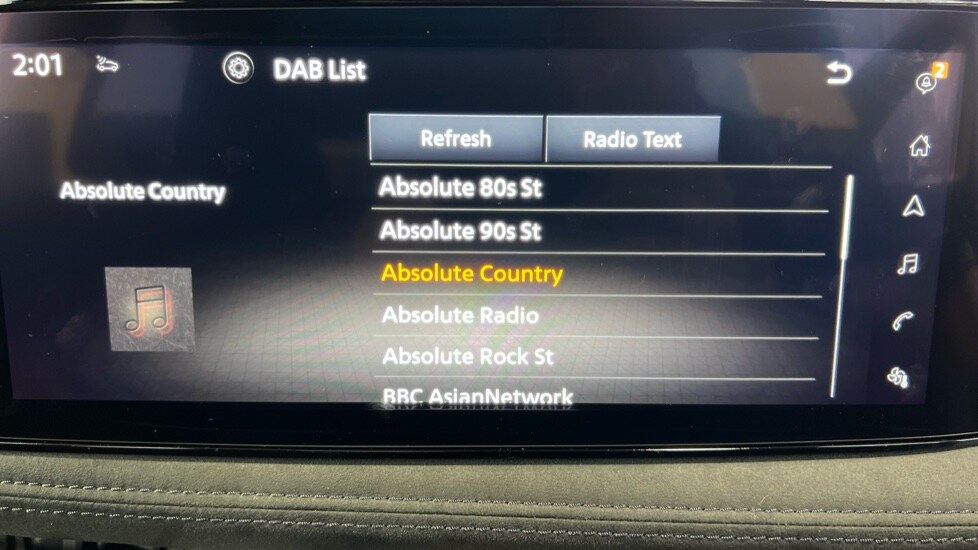 2:01
DAB List
2
Refresh
Radio Text
Absolute Country
Absolute 80s St
Absolute 90s St
Absolute Country
Absolute Radio
Absolute Rock St
BBC AsianNetwork